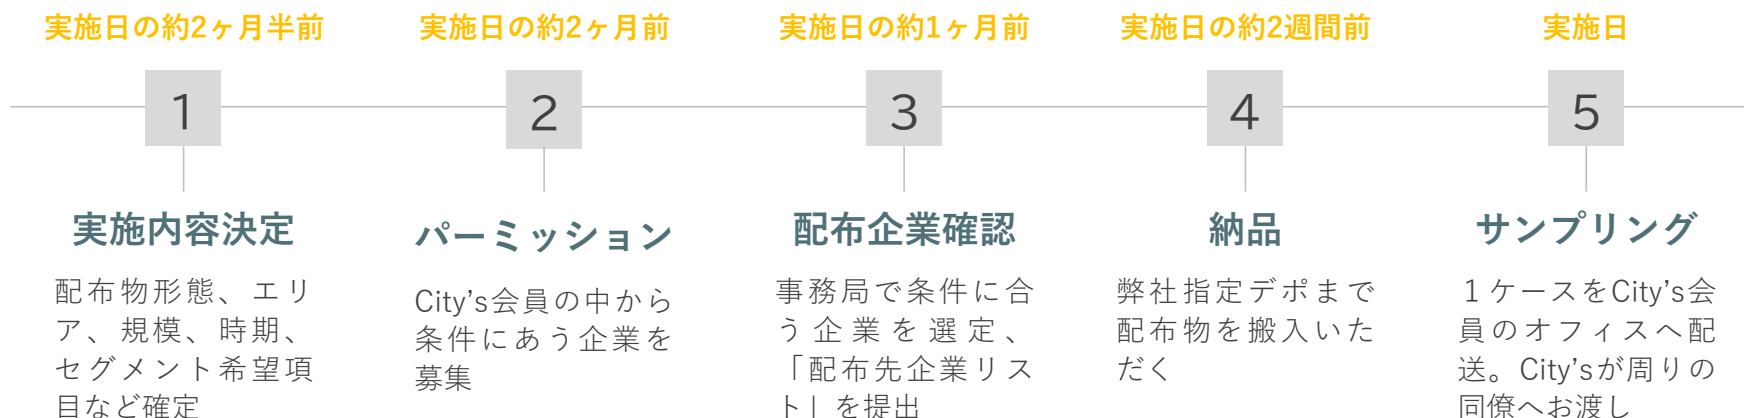 実施日の約2ヶ月半前
実施日の約2ヶ月前
実施日の約1ヶ月前
実施日の約2週間前
実施日
1
2
3
4
5
実施内容決定
配布物形態、エリ
ア、規模、時期、
セグメント希望項
目など確定
パーミッション
City’s会員の中から
条件にあう企業を
募集
配布企業確認
事務局で条件に合
う企業を選定、
「配布先企業リス
ト」を提出
納品
弊社指定デポまで
配布物を搬入いた
だく
サンプリング
１ケースをCity’s会
員のオフィスへ配
送。City’sが周りの
同僚へお渡し